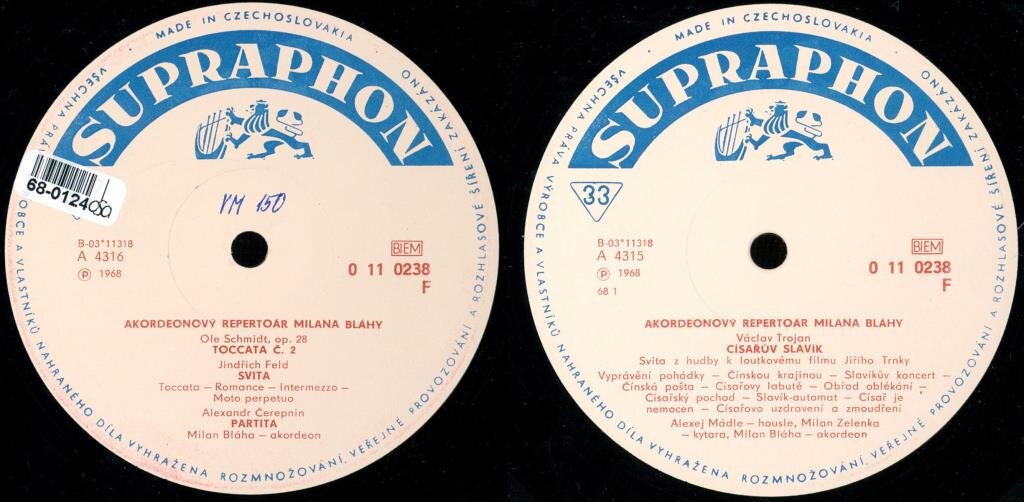 MADE IN CZECHOSLOVAKIA
SUPRAPHON
68-0124
VM 150
B-03*11318
A 4316
Ⓟ 1968
BIEM
0 11 0238
F
AKORDEONOVÝ REPERTOÁR MILANA BLÁHY
Ole Schmidt, op. 28
TOCCATA Č. 2
Jindřich Feld
SVITA
Toccata — Romance — Intermezzo —
Moto perpetuo
Alexandr Čerepnin
PARTITA
Milan Bláha — akordeon
VŠECHNA PRÁVA VÝROBCE A VLASTNÍKŮ NAHRANÉHO DÍLA VYHRAŽENA ROZMNOŽOVÁNÍ, VEŘEJNÉ PROVOZOVÁNÍ A ROZHLASOVÉ ŠÍŘENÍ ZAKÁZÁNO
MADE IN CZECHOSLOVAKIA
SUPRAPHON
33
B-03*11318
A 4315
Ⓟ 1968
68 1
BIEM
0 11 0238
F
AKORDEONOVÝ REPERTOÁR MILANA BLÁHY
Václav Trojan
CÍSAŘŮV SLAVÍK
Svita z hudby k loutkovému filmu Jiřího Trnky
Vyprávění pohádky — Čínskou krajinou — Slavíkův koncert —
Čínská pošta — Císařovy labutě — Obřad oblékání —
Císařský pochod — Slavík-automat — Císař je
nemocen — Císařovo uzdravení a zmoudření
Alexej Mádle — housle, Milan Zelenka
— kytara, Milan Bláha — akordeon
VŠECHNA PRÁVA VÝROBCE A VLASTNÍKŮ NAHRANÉHO DÍLA VYHRAŽENA ROZMNOŽOVÁNÍ, VEŘEJNÉ PROVOZOVÁNÍ A ROZHLASOVÉ ŠÍŘENÍ ZAKÁZÁNO